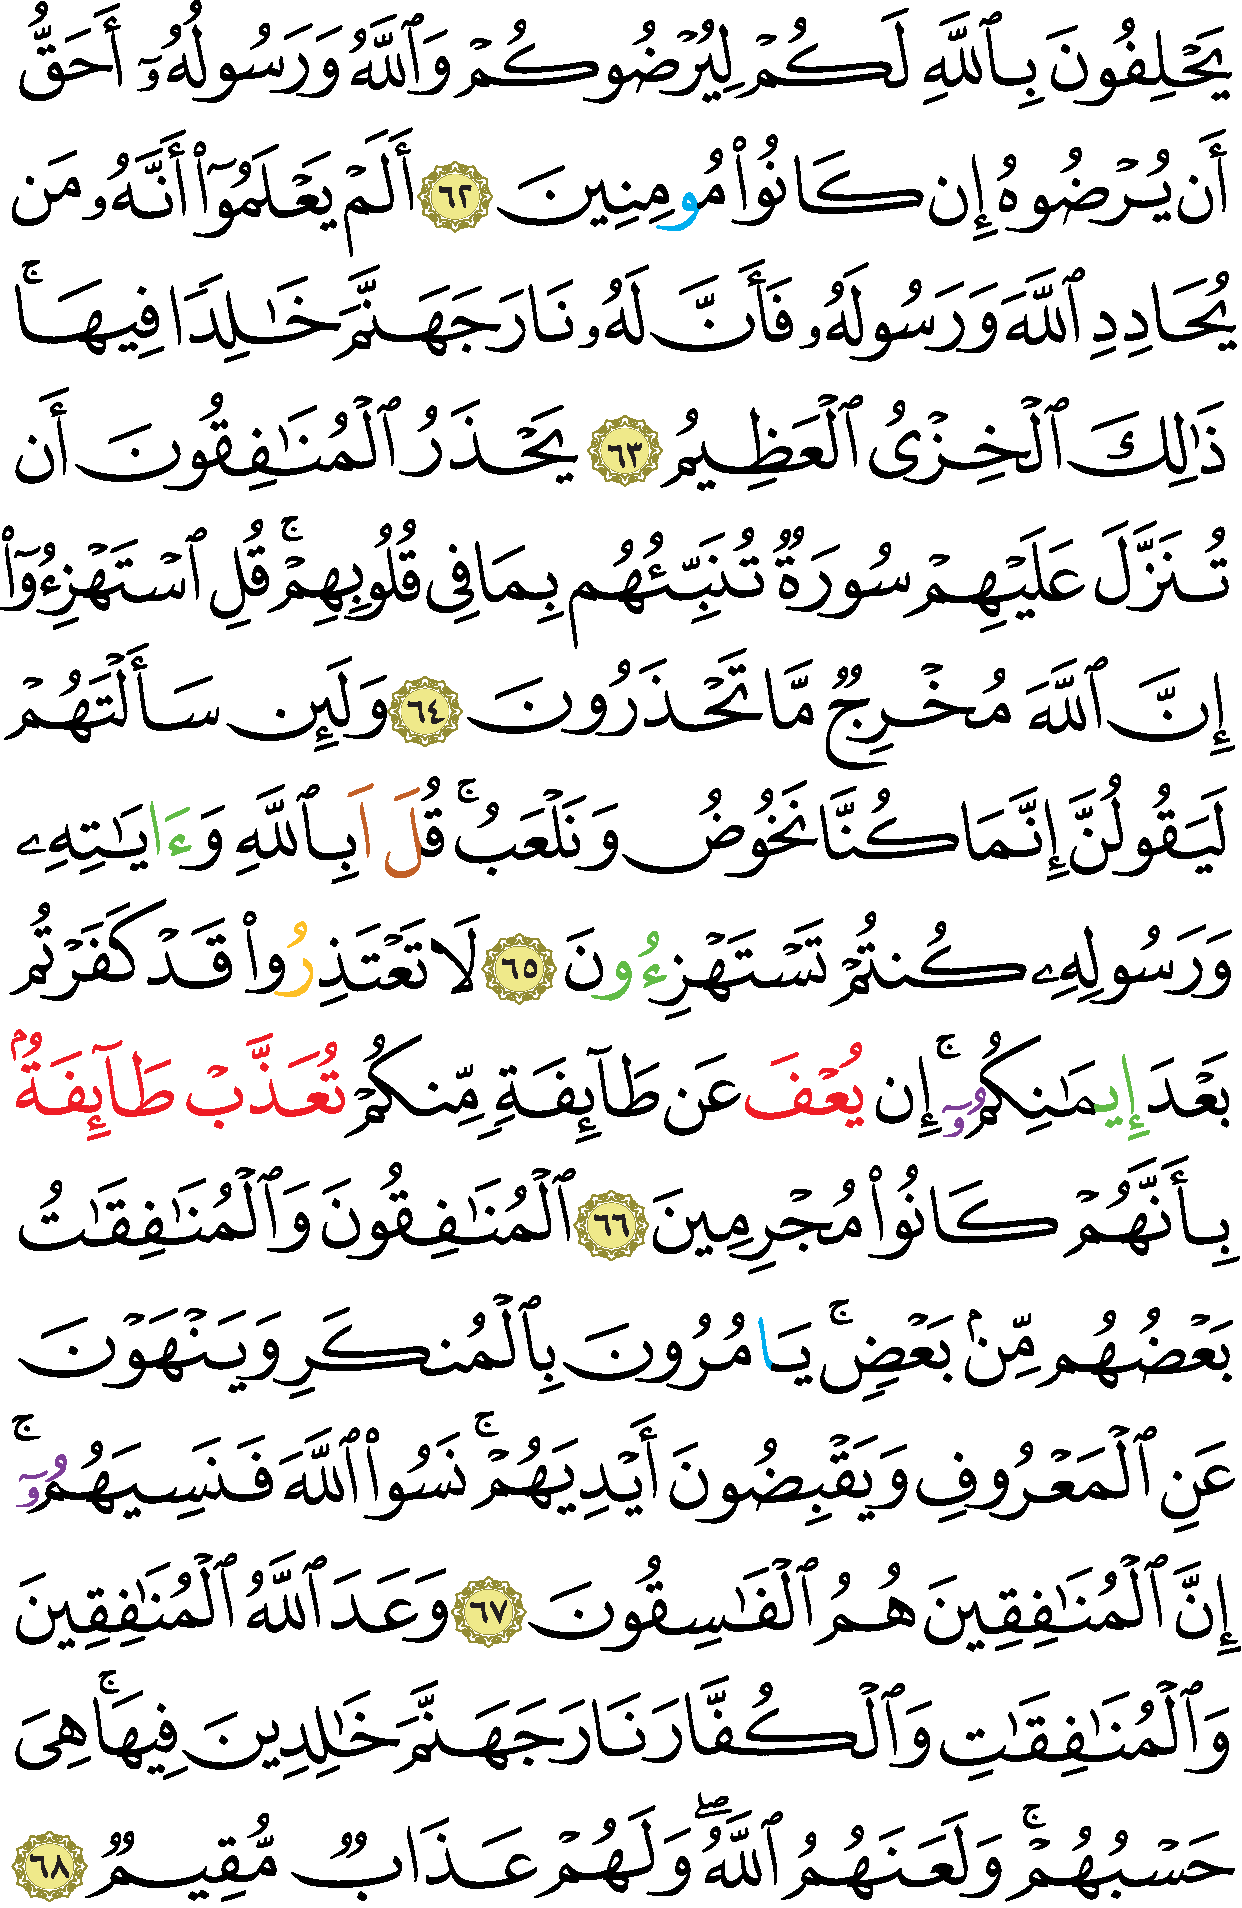 يَحْلِفُونَ بِٱللَّهِ لَكُمْ لِيُرْضُوكُمْ وَٱللَّهُ وَرَسُولُهُۥٓ أَحَقُّ
أَن يُرْضُوهُ إِن كَانُوا۟ مُومِنِينَ ٦٢ أَلَمْ يَعْلَمُوٓا۟ أَنَّهُۥ مَن
يُحَادِدِ ٱللَّهَ وَرَسُولَهُۥ فَأَنَّ لَهُۥ نَارَ جَهَنَّمَ خَٰلِدًا فِيهَاۚ
ذَٰلِكَ ٱلْخِزْىُ ٱلْعَظِيمُ ٦٣ يَحْذَرُ ٱلْمُنَٰفِقُونَ أَن
تُنَزَّلَ عَلَيْهِمْ سُورَةٌ تُنَبِّئُهُم بِمَا فِى قُلُوبِهِمْۚ قُلِ ٱسْتَهْزِءُوٓا۟
إِنَّ ٱللَّهَ مُخْرِجٌ مَّا تَحْذَرُونَ ٦٤ وَلَئِن سَأَلْتَهُمْ
لَيَقُولُنَّ إِنَّمَا كُنَّا نَخُوضُ وَنَلْعَبُۚ قُلَ اَبِٱللَّهِ وَءَايَٰتِهِۦ
وَرَسُولِهِۦ كُنتُمْ تَسْتَهْزِءُونَ ٦٥ لَا تَعْتَذِرُوا۟ قَدْ كَفَرْتُم
بَعْدَ إِيمَٰنِكُمُۥٓۚ إِن يُعْفَ عَن طَآئِفَةٍ مِّنكُمْ تُعَذَّبْ طَآئِفَةُۢ
بِأَنَّهُمْ كَانُوا۟ مُجْرِمِينَ ٦٦ ٱلْمُنَٰفِقُونَ وَٱلْمُنَٰفِقَٰتُ
بَعْضُهُم مِّنۢ بَعْضٍۚ يَامُرُونَ بِٱلْمُنكَرِ وَيَنْهَوْنَ
عَنِ ٱلْمَعْرُوفِ وَيَقْبِضُونَ أَيْدِيَهُمْۚ نَسُوا۟ ٱللَّهَ فَنَسِيَهُمُۥٓۚ
إِنَّ ٱلْمُنَٰفِقِينَ هُمُ ٱلْفَٰسِقُونَ ٦٧ وَعَدَ ٱللَّهُ ٱلْمُنَٰفِقِينَ
وَٱلْمُنَٰفِقَٰتِ وَٱلْكُفَّارَ نَارَ جَهَنَّمَ خَٰلِدِينَ فِيهَاۚ هِىَ
حَسْبُهُمْۚ وَلَعَنَهُمُ ٱللَّهُۖ وَلَهُمْ عَذَابٌ مُّقِيمٌ ٦٨